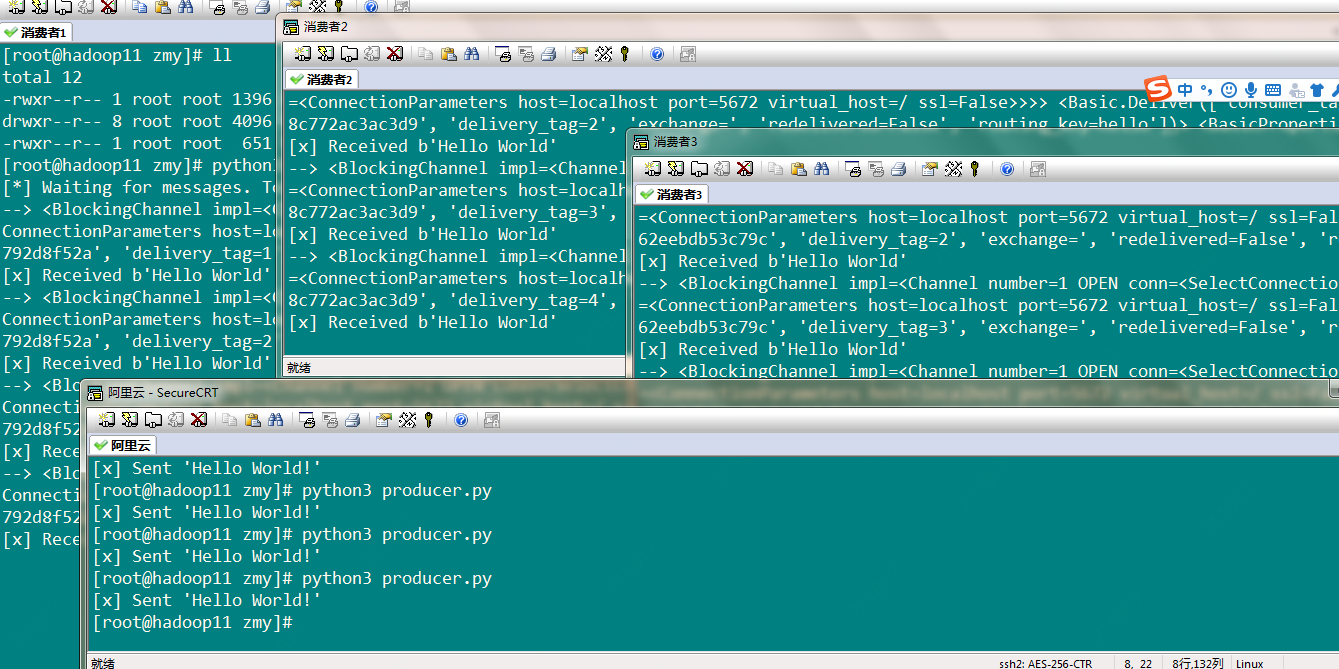 消费者1
[root@hadoop11 zmy]# ll
total 12
-rwxr--r-- 1 root root 1396
drwxr--r-- 8 root root 4096
-rwxr--r-- 1 root root  651
[root@hadoop11 zmy]# python
[*] Waiting for messages. To
--> <BlockingChannel impl=<
ConnectionParameters host=lo
792d8f52a', 'delivery_tag=1
[x] Received b'Hello World'
--> <BlockingChannel impl=<
ConnectionParameters host=lo
792d8f52a', 'delivery_tag=2
[x] Received b'Hello World'
--> <Blo
Connecti
792d8f52
[x] Rece
--> <Blo
Connecti
792d8f52
[x] Rece
消费者2
消费者2
=<ConnectionParameters host=localhost port=5672 virtual_host=/ ssl=False>>>> <Basic.Deliver(['consumer_ta
8c772ac3ac3d9', 'delivery_tag=2', 'exchange=', 'redelivered=False', 'routing_key=hello'])> <BasicProperti
[x] Received b'Hello World'
--> <BlockingChannel impl=<Channel
=<ConnectionParameters host=localh
8c772ac3ac3d9', 'delivery_tag=3',
[x] Received b'Hello World'
--> <BlockingChannel impl=<Channel
=<ConnectionParameters host=localh
8c772ac3ac3d9', 'delivery_tag=4',
[x] Received b'Hello World'
就绪
中
消费者3
消费者3
=<ConnectionParameters host=localhost port=5672 virtual_host=/ ssl=Fal
62eebdb53c79c', 'delivery_tag=2', 'exchange=', 'redelivered=False', 'r
[x] Received b'Hello World'
--> <BlockingChannel impl=<Channel number=1 OPEN conn=<SelectConnectio
=<ConnectionParameters host=localhost port=5672 virtual_host=/ ssl=Fal
62eebdb53c79c', 'delivery_tag=3', 'exchange=', 'redelivered=False', 'r
[x] Received b'Hello World'
--> <BlockingChannel impl=<Channel number=1 OPEN conn=<SelectConnectio
阿里云 - SecureCRT
阿里云
[x] Sent 'Hello World!'
[root@hadoop11 zmy]# python3 producer.py
[x] Sent 'Hello World!'
[root@hadoop11 zmy]# python3 producer.py
[x] Sent 'Hello World!'
[root@hadoop11 zmy]# python3 producer.py
[x] Sent 'Hello World!'
[root@hadoop11 zmy]#
就绪 ssh2: AES-256-CTR 8, 22 8行,132列 Linux